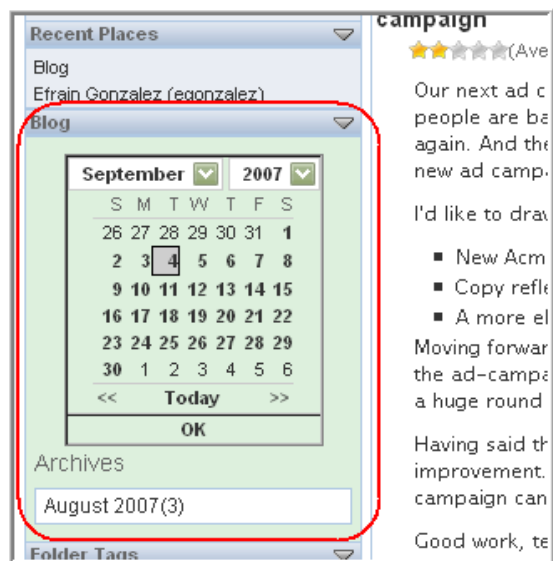 Recent Places
Blog
Efrain Gonzalez (egonzalez)
Blog
September 2007
S M T W T F S
26 27 28 29 30 31 1
2 3 4 5 6 7 8
9 10 11 12 13 14 15
16 17 18 19 20 21 22
23 24 25 26 27 28 29
30 1 2 3 4 5 6
<< Today >>
OK
Archives
August 2007(3)
Folder Tags
campaign
(Ave
Our next ad c
people are ba
again. And the
new ad camp
I'd like to dra
New Acm
Copy refle
A more el
Moving forwar
the ad-campa
a huge round
Having said th
improvement.
campaign can
Good work, te